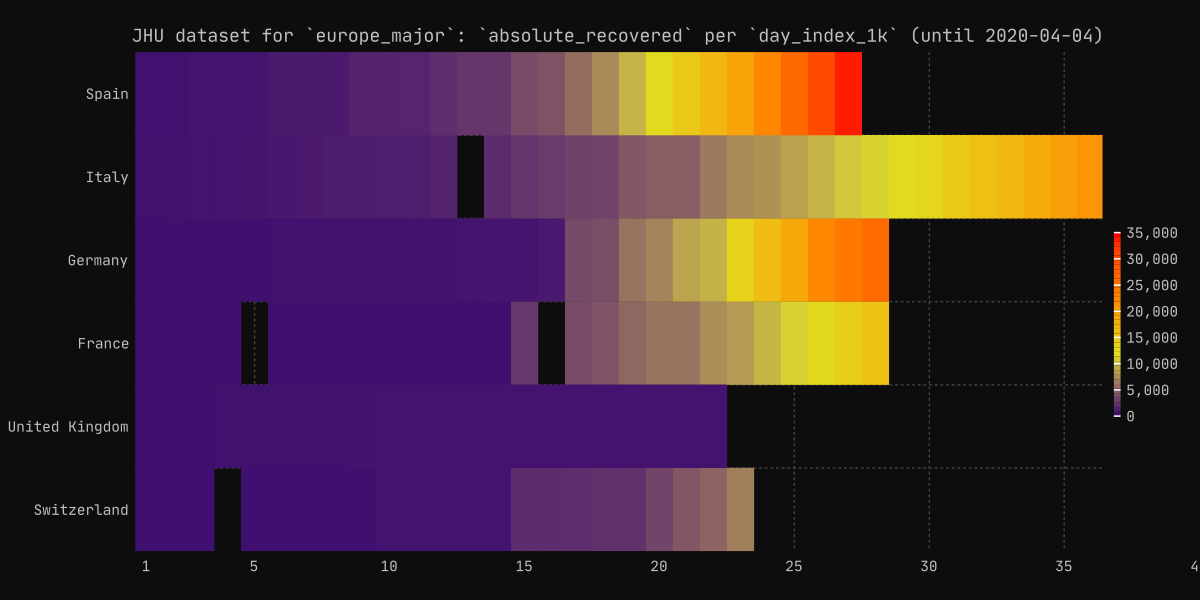 JHU dataset for `europe_major`: `absolute_recovered` per `day_index_1k` (until 2020-04-04)
Spain
Italy
Germany
France
United Kingdom
Switzerland
1 5 10 15 20 25 30 35 4
35,000
30,000
25,000
20,000
15,000
10,000
5,000
0